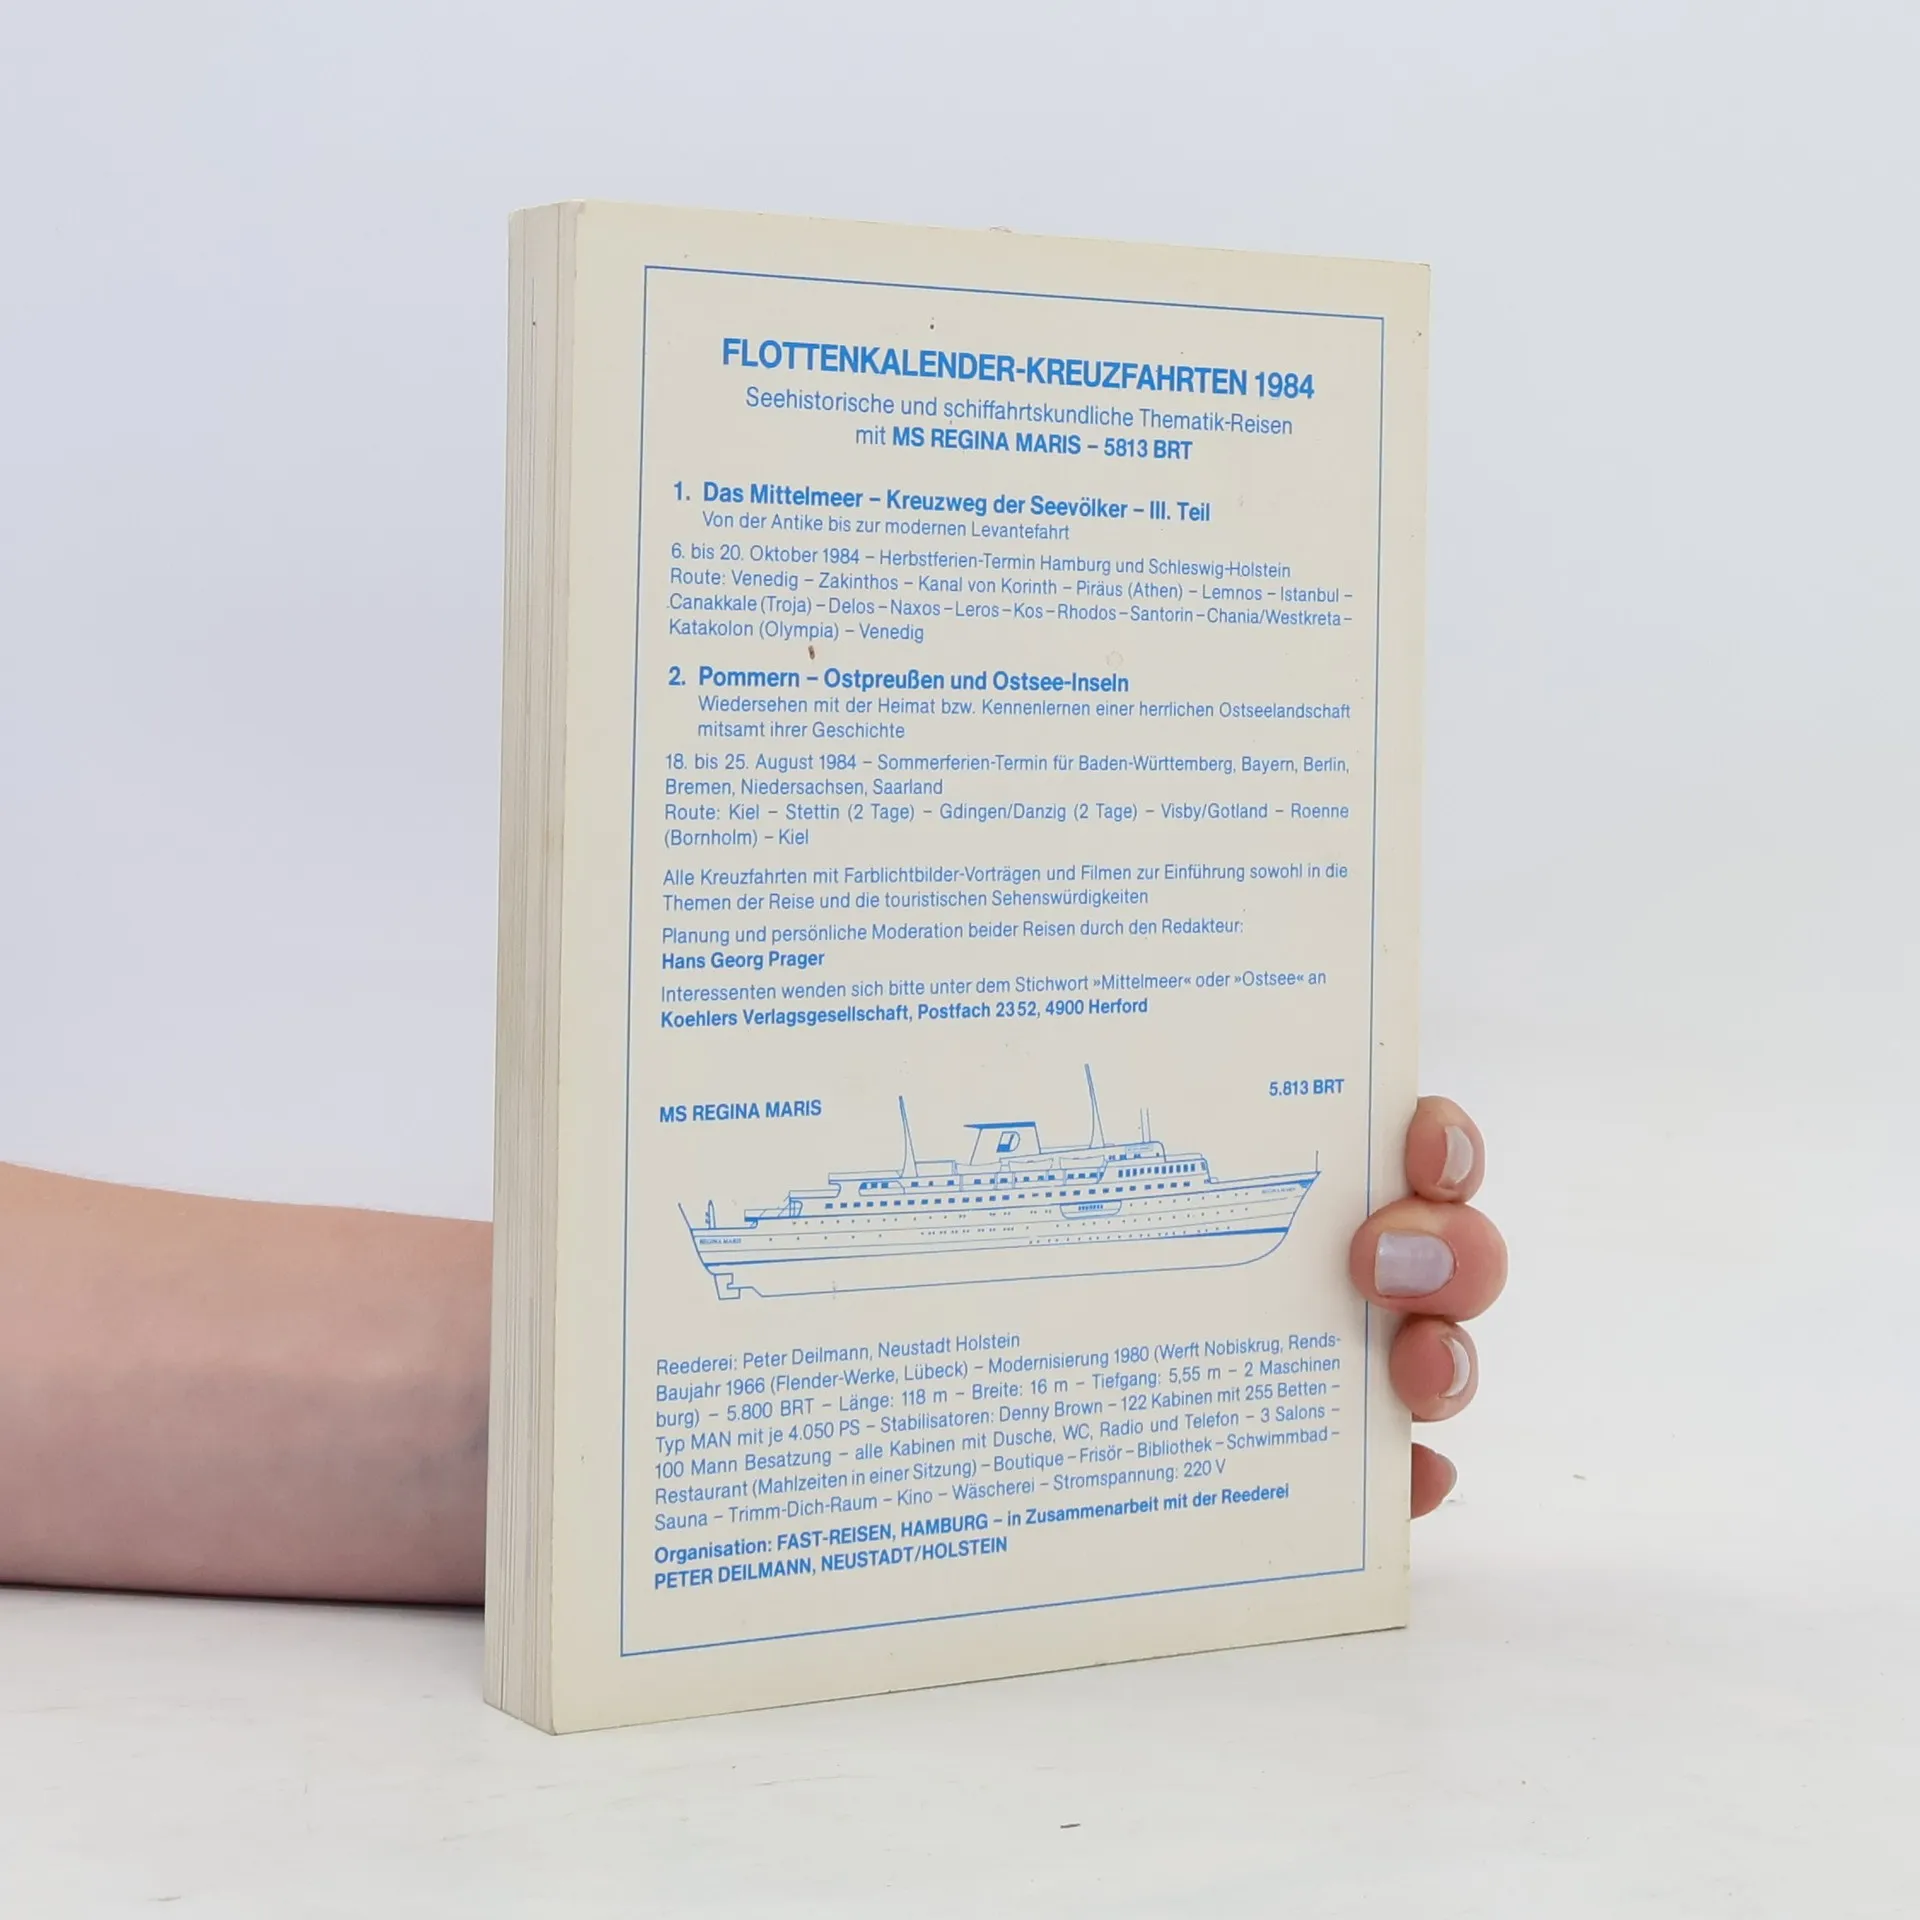 FLOTTENKALENDER-KREUZFAHRTEN 1984
Seehistorische und schiffahrtskundliche Thematik-Reisen
mit MS REGINA MARIS – 5813 BRT
1. Das Mittelmeer – Kreuzweg der Seevölker – III. Teil
Von der Antike bis zur modernen Levantefahrt
6. bis 20. Oktober 1984 – Herbstferien-Termin Hamburg und Schleswig-Holstein
Route: Venedig – Zakinthos – Kanal von Korinth – Piräus (Athen) – Lemnos – Istanbul –
Canakkale (Troja) – Delos – Naxos – Leros – Kos – Rhodos – Santorin – Chania/Westkreta –
Katakolon (Olympia) – Venedig
2. Pommern – Ostpreußen und Ostsee-Inseln
Wiedersehen mit der Heimat bzw. Kennenlernen einer herrlichen Ostseelandschaft
mitsamt ihrer Geschichte
18. bis 25. August 1984 – Sommerferien-Termin für Baden-Württemberg, Bayern, Berlin,
Bremen, Niedersachsen, Saarland
Route: Kiel – Stettin (2 Tage) – Gdingen/Danzig (2 Tage) – Visby/Gotland – Roenne
(Bornholm) – Kiel
Alle Kreuzfahrten mit Farblichtbilder-Vorträgen und Filmen zur Einführung sowohl in die
Themen der Reise und die touristischen Sehenswürdigkeiten
Planung und persönliche Moderation beider Reisen durch den Redakteur:
Hans Georg Prager
Interessenten wenden sich bitte unter dem Stichwort »Mittelmeer« oder »Ostsee« an
Koehlers Verlagsgesellschaft, Postfach 2352, 4900 Herford
MS REGINA MARIS
5.813 BRT
REGINA MARIS
REGINA MARIS
Reederei: Peter Deilmann, Neustadt Holstein
Baujahr 1966 (Flender-Werke, Lübeck) – Modernisierung 1980 (Werft Nobiskrug, Rends-
burg) – 5.800 BRT – Länge: 118 m – Breite: 16 m – Tiefgang: 5,55 m – 2 Maschinen
Typ MAN mit je 4.050 PS – Stabilisatoren: Denny Brown – 122 Kabinen mit 255 Betten –
100 Mann Besatzung – alle Kabinen mit Dusche, WC, Radio und Telefon – 3 Salons –
Restaurant (Mahlzeiten in einer Sitzung) – Boutique – Frisör – Bibliothek – Schwimmbad –
Sauna – Trimm-Dich-Raum – Kino – Wäscherei – Stromspannung: 220 V
Organisation: FAST-REISEN, HAMBURG – in Zusammenarbeit mit der Reederei
PETER DEILMANN, NEUSTADT/HOLSTEIN